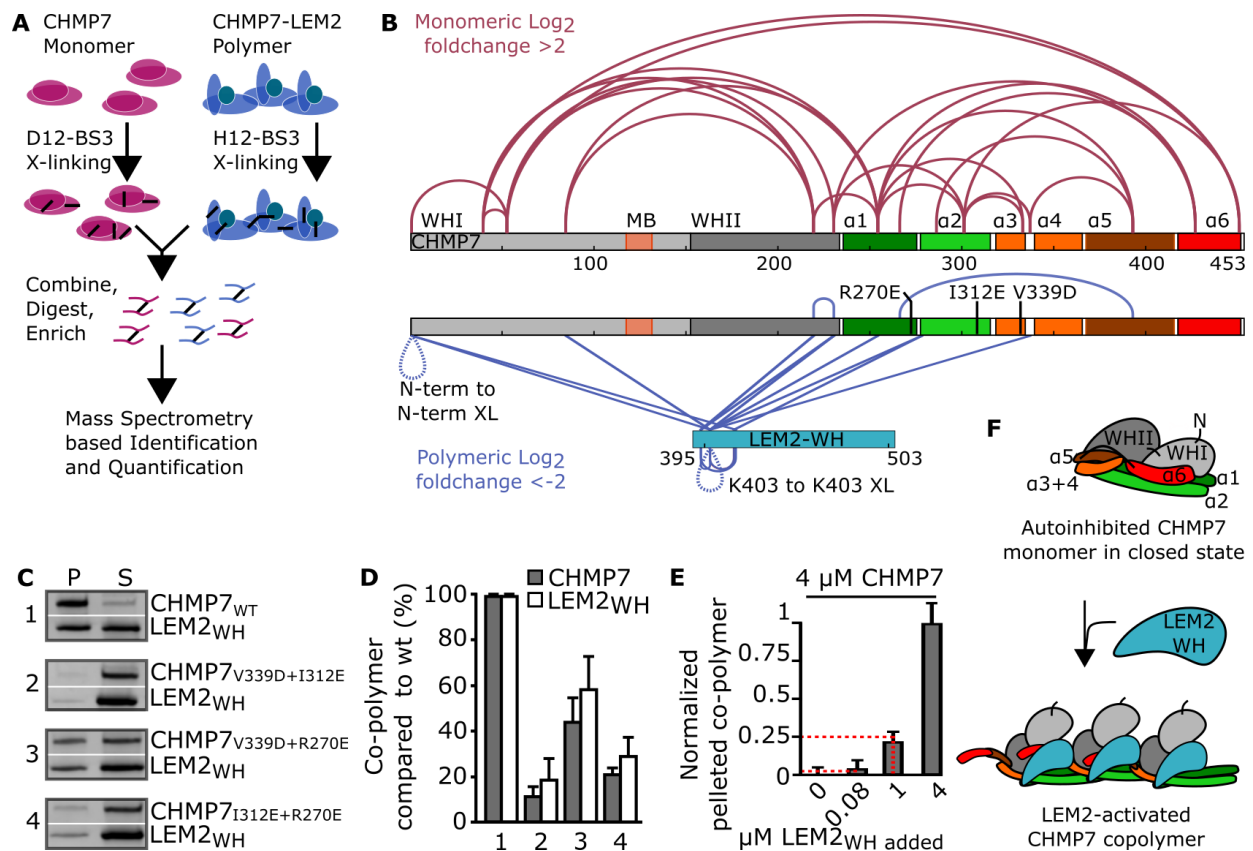 A
CHMP7
Monomer
CHMP7-LEM2
Polymer
D12-BS3
X-linking
H12-BS3
X-linking
Combine,
Digest,
Enrich
Mass Spectrometry
based Identification
and Quantification
B
Monomeric Log2
foldchange >2
WHI MB WHII α1 α2 α3 α4 α5 α6
CHMP7
100 200 300 400 453
R270E I312E V339D
N-term to
N-term XL
LEM2-WH
395 503
Polymeric Log2
foldchange <-2
K403 to K403 XL
C
P S
1
CHMP7WT
LEM2WH
2
CHMP7V339D+I312E
LEM2WH
3
CHMP7V339D+R270E
LEM2WH
4
CHMP7I312E+R270E
LEM2WH
D
CHMP7
LEM2WH
Co-polymer
compared to wt (%)
100
80
60
40
20
0
1 2 3 4
E
4 µM CHMP7
Normalized
pelleted co-polymer
1
0.75
0.5
0.25
0
0 0.08 1 4
µM LEM2WH added
F
N
WHII
WHI
α5
α6
α3+4
α1
α2
Autoinhibited CHMP7
monomer in closed state
LEM2
WH
LEM2-activated
CHMP7 copolymer